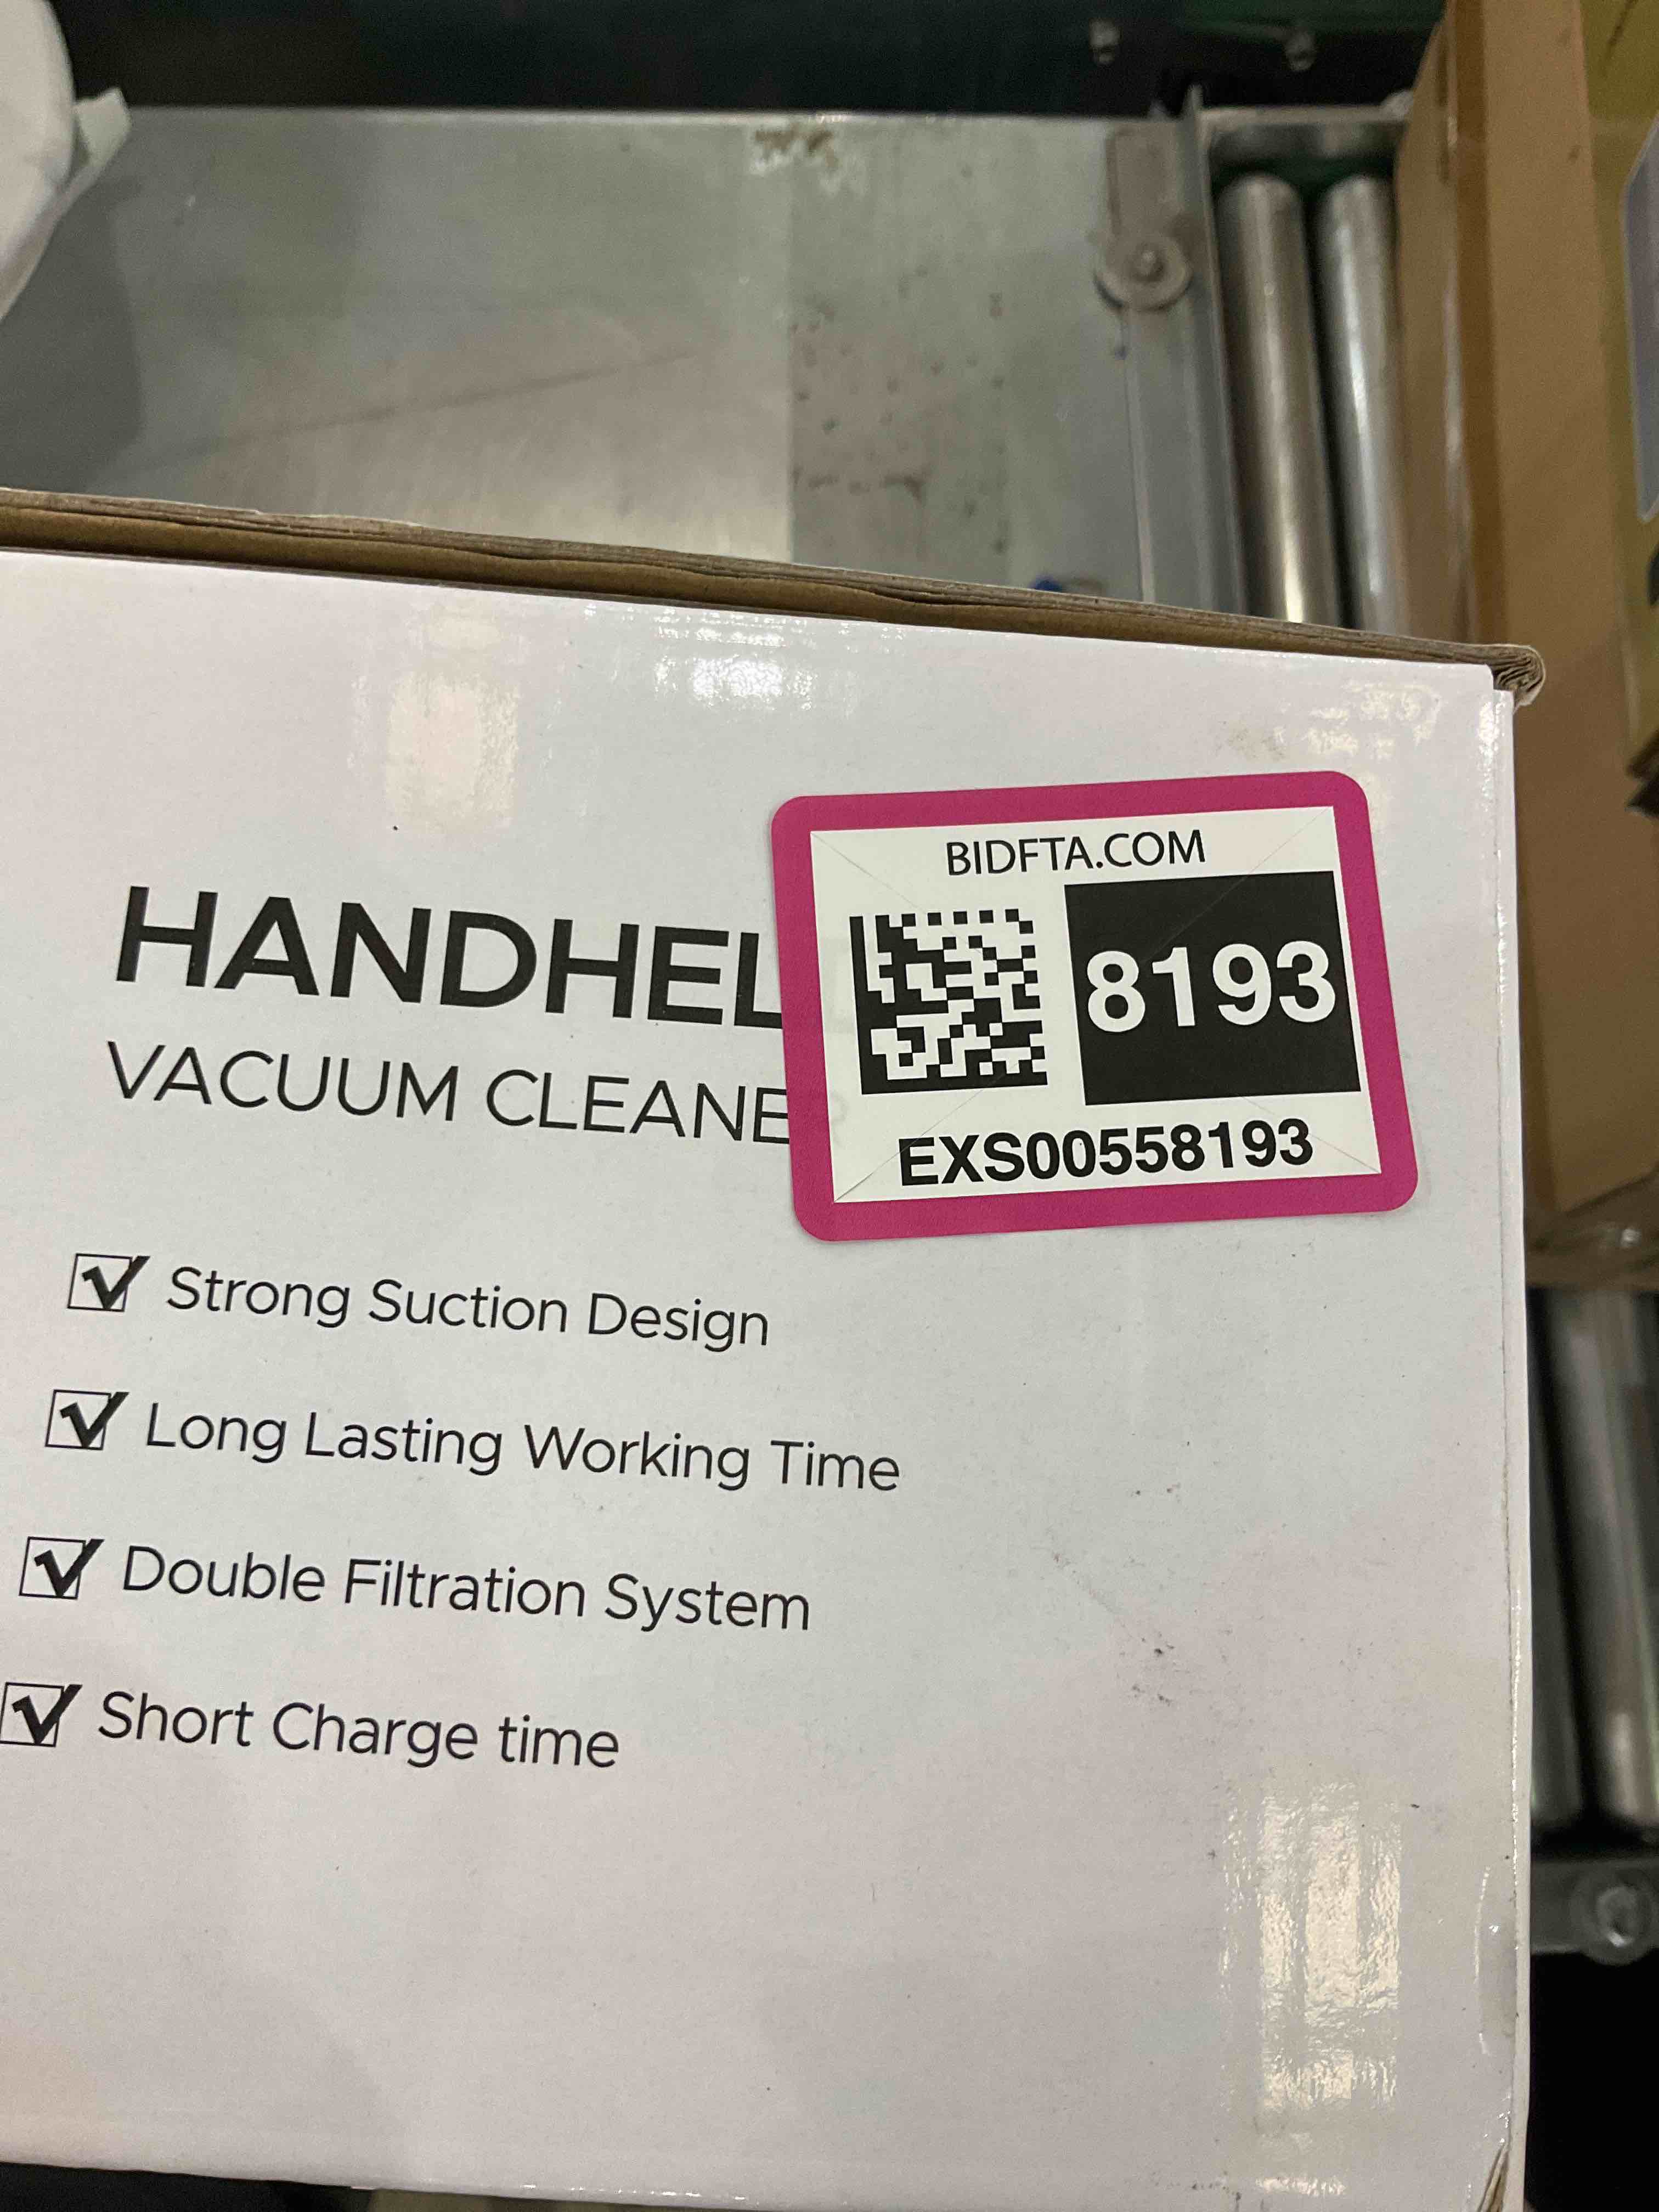 BIDFTA.COM
8193
EXS00558193
HANDHEL
VACUUM CLEANE
Strong Suction Design
Long Lasting Working Time
Double Filtration System
Short Charge time